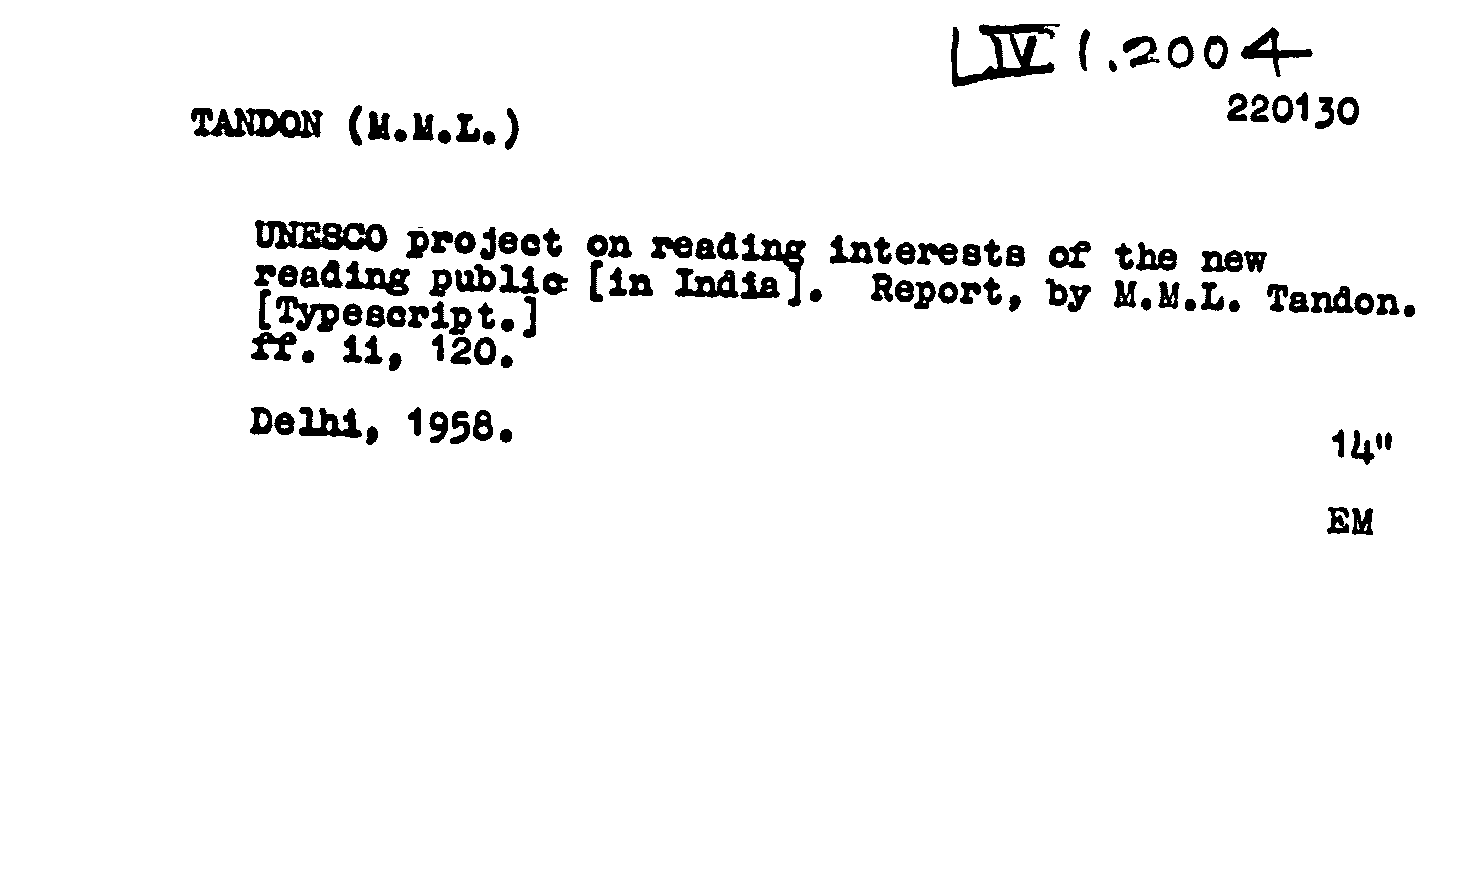 LIV 1.2004
220130
TANDON (M.M.L.)
UNESCO project on reading interests of the new
reading public [in India]. Report, by M.M.L. Tandon.
[Typescript.]
ff. ii, 120.
Delhi, 1958.
14"
EM